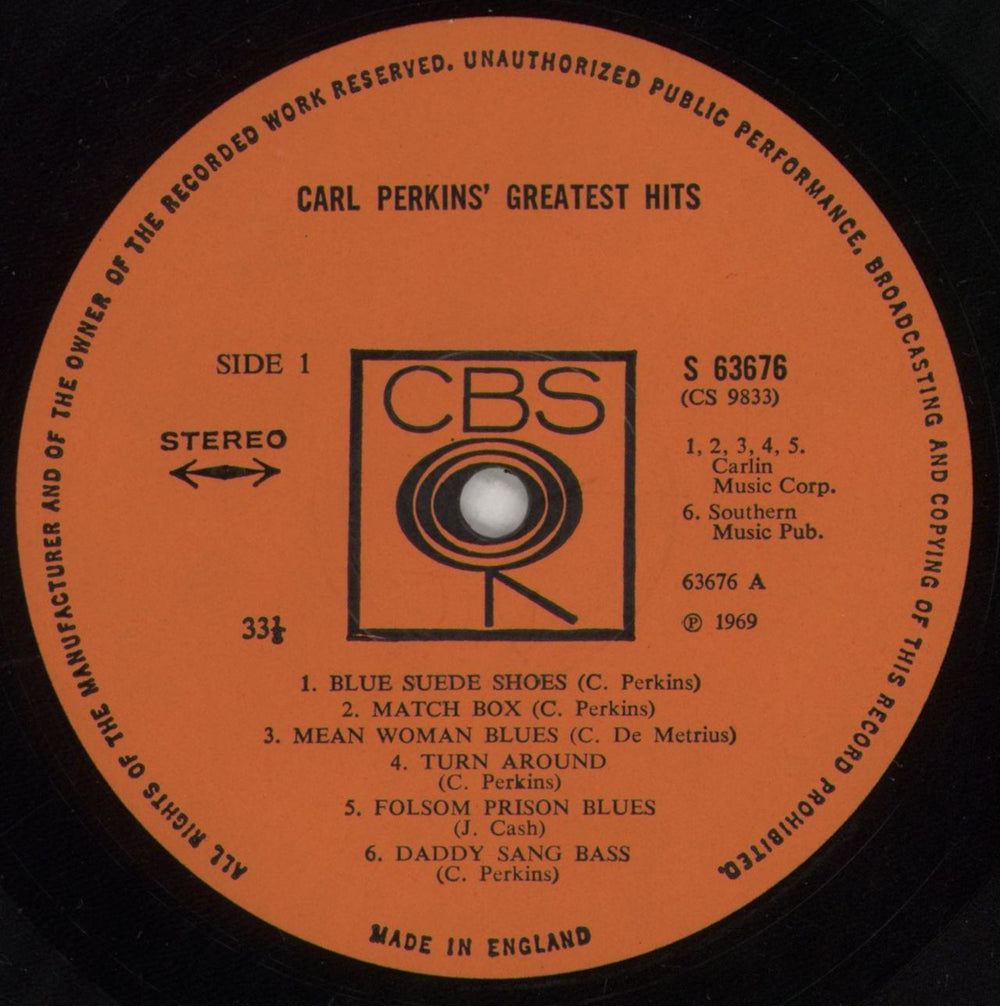 ALL RIGHTS OF THE MANUFACTURER AND OF THE OWNER OF THE RECORDED WORK RESERVED. UNAUTHORIZED PUBLIC PERFORMANCE, BROADCASTING AND COPYING OF THIS RECORD PROHIBITED.
CARL PERKINS' GREATEST HITS
SIDE 1
STEREO
33⅓
CBS
S 63676
(CS 9833)
1, 2, 3, 4, 5.
Carlin
Music Corp.
6. Southern
Music Pub.
63676 A
℗ 1969
1. BLUE SUEDE SHOES (C. Perkins)
2. MATCH BOX (C. Perkins)
3. MEAN WOMAN BLUES (C. De Metrius)
4. TURN AROUND
(C. Perkins)
5. FOLSOM PRISON BLUES
(J. Cash)
6. DADDY SANG BASS
(C. Perkins)
MADE IN ENGLAND